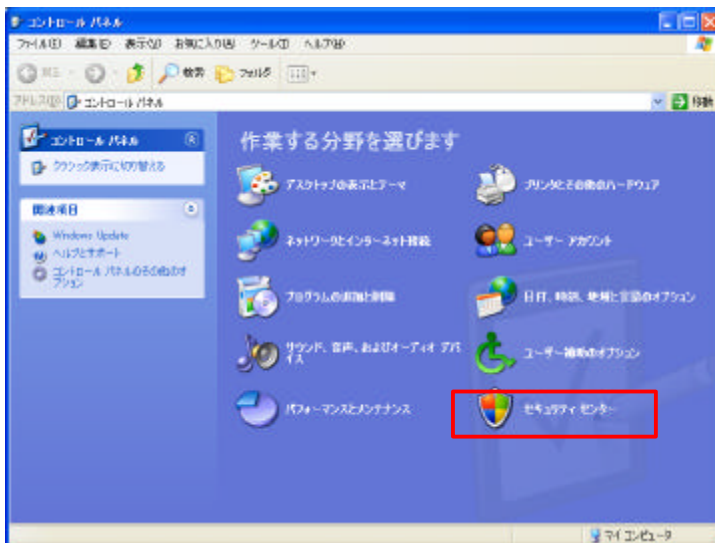 コントロール パネル
ファイル(F) 編集(E) 表示(V) お気に入り(A) ツール(T) ヘルプ(H)
戻る 検索 フォルダ
アドレス(D) コントロール パネル 移動
コントロール パネル
クラシック表示に切り替える
関連項目
Windows Update
ヘルプとサポート
コントロール パネルのその他のオプション
作業する分野を選びます
デスクトップの表示とテーマ
プリンタとその他のハードウェア
ネットワークとインターネット接続
ユーザー アカウント
プログラムの追加と削除
日付、時刻、地域と言語のオプション
サウンド、音声、およびオーディオ デバ
イス
ユーザー補助のオプション
パフォーマンスとメンテナンス
セキュリティ センター
マイ コンピュータ